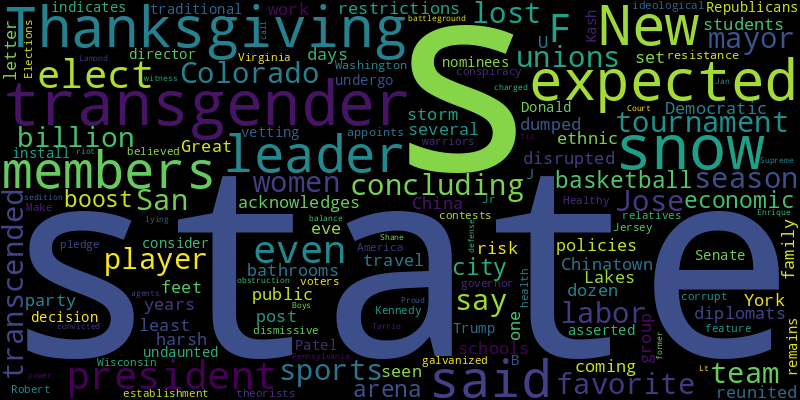 indicates traditional work restrictions lost F New ideological Republicans
Thanksgiving call battleground S Kash mayor students
letter Elections director Virginia days Washington nominees U unions set resistance
elect Colorado undergo conspiracy expected
Lamond witness charged Jan
transgender storm Donald Court Democratic
billion vetting appoints several dumped ethnic tournament
install riot believed Great leader warriors tip disrupted snow Supreme
members women concluding J basketball season
sedition boost San acknowledges China Jr Healthy Jose economic
Make lying eve balance contests relatives Enrique
transcended pledge Shane defense Jersey family
consider player even America risk policies Senate
state
bathrooms travel city health Chinatown
party feet voters governor say Lakes York
decision years agents public obstruction Kennedy Boys Proud one dozen corrupt diplomats
least harsh post dismissive Trump asserted labor feature
convicted Patel Tarrio schools group former
Wisconsin undaunted Pennsylvania galvanized B coming Lt team remains
president sports seen said favorite
Robert power establishment theorists arena reunited